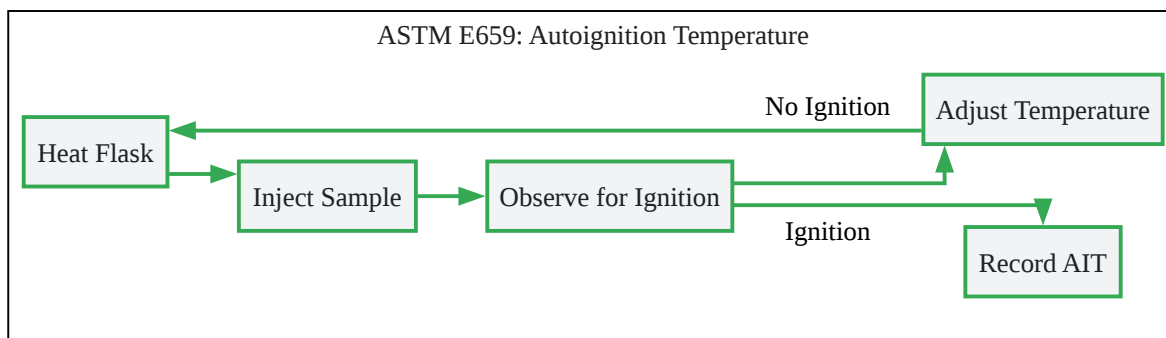 ASTM E659: Autoignition Temperature
No Ignition
Adjust Temperature
Heat Flask
Inject Sample
Observe for Ignition
Ignition
Record AIT